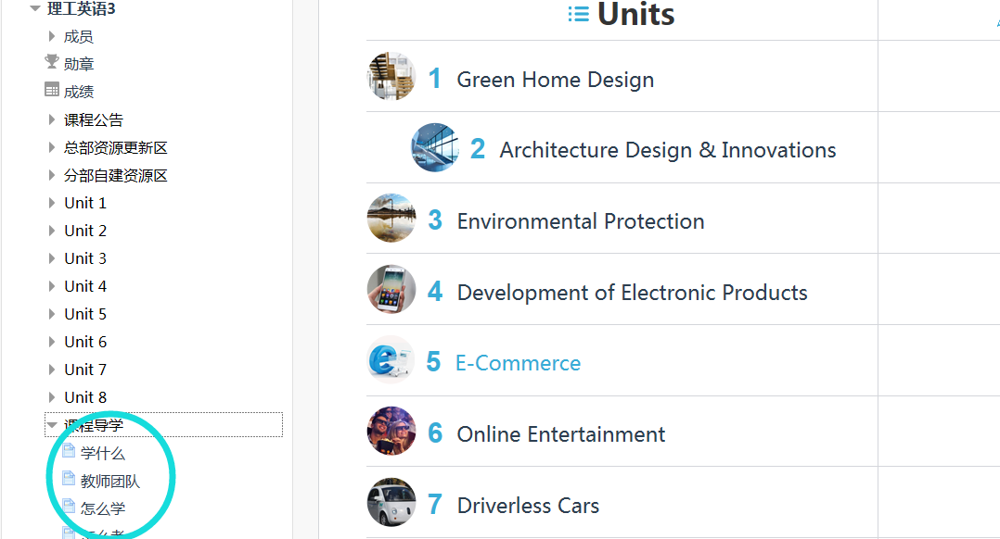 理工英语3
成员
勋章
成绩
课程公告
总部资源更新区
分部自建资源区
Unit 1
Unit 2
Unit 3
Unit 4
Unit 5
Unit 6
Unit 7
Unit 8
课程导学
学什么
教师团队
怎么学
怎么考
Units
1 Green Home Design
2 Architecture Design & Innovations
3 Environmental Protection
4 Development of Electronic Products
5 E-Commerce
6 Online Entertainment
7 Driverless Cars